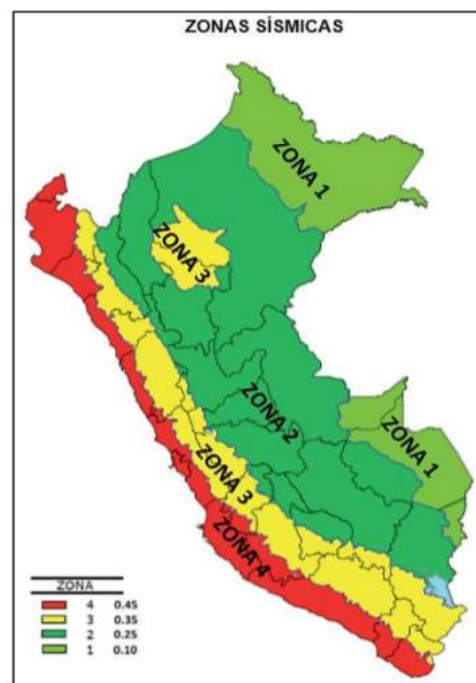 ZONAS SÍSMICAS
ZONA 1
ZONA 3
ZONA 2
ZONA 1
ZONA 3
ZONA 4
ZONA
4 0.45
3 0.35
2 0.25
1 0.10